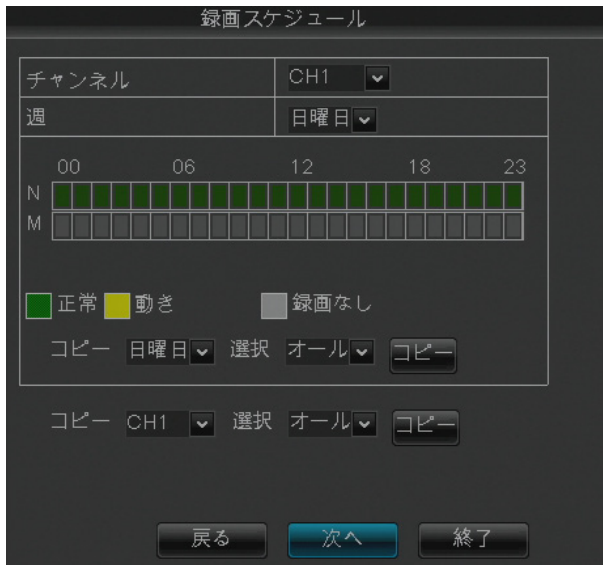 録画スケジュール
チャンネル CH1
週 日曜日
00 06 12 18 23
N
M
正常 動き 録画なし
コピー 日曜日 選択 オール コピー
コピー CH1 選択 オール コピー
戻る 次へ 終了